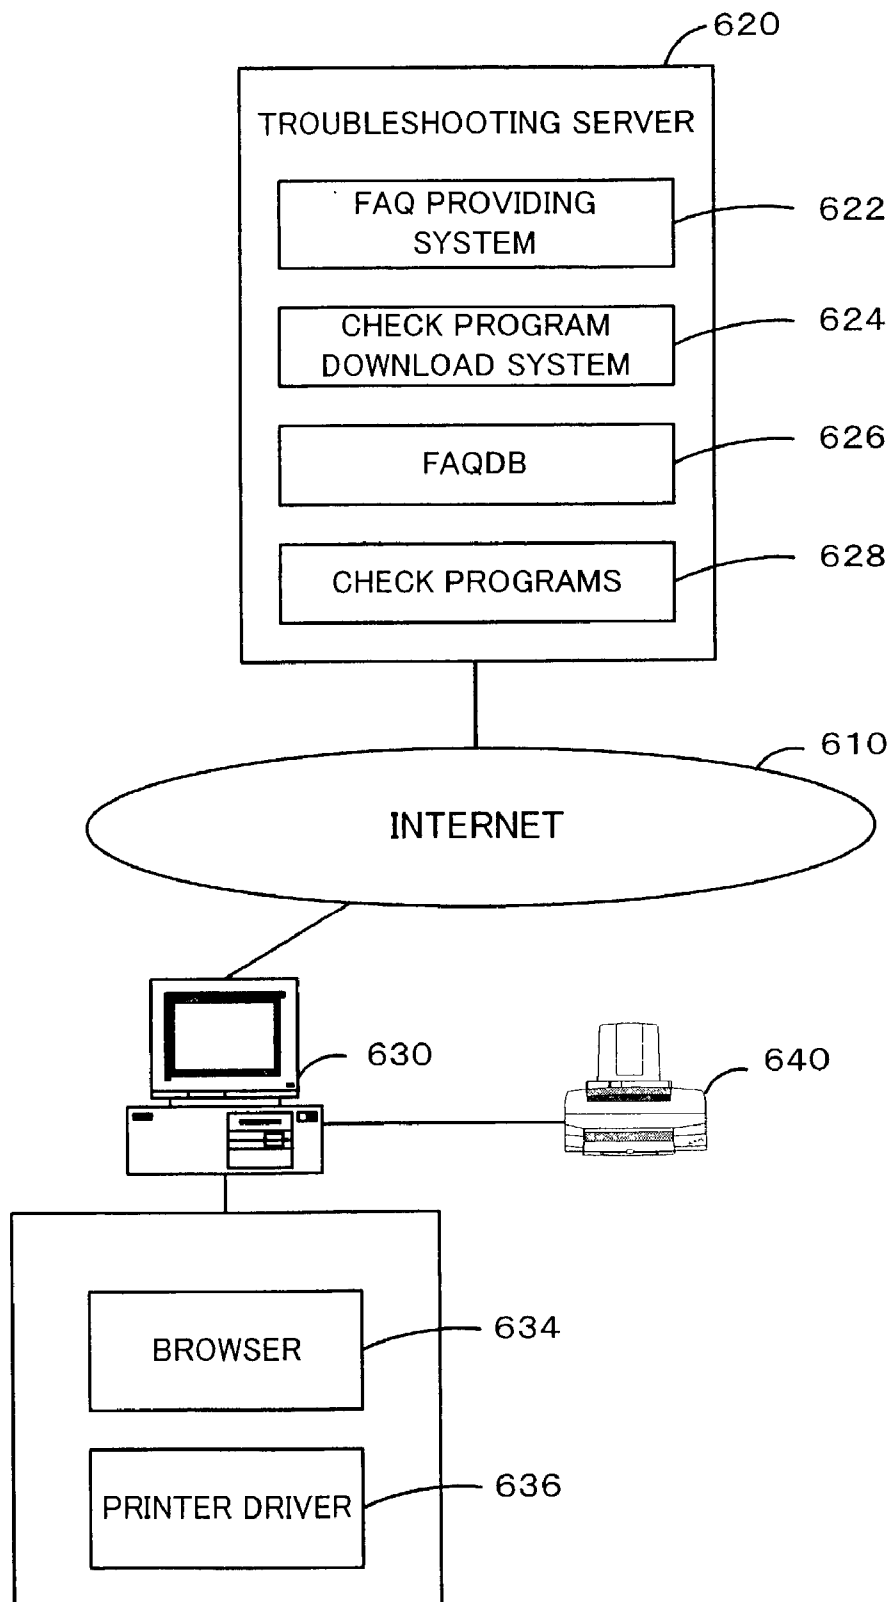 620
TROUBLESHOOTING SERVER
FAQ PROVIDING
SYSTEM
622
CHECK PROGRAM
DOWNLOAD SYSTEM
624
FAQDB
626
CHECK PROGRAMS
628
610
INTERNET
630
640
BROWSER
634
PRINTER DRIVER
636